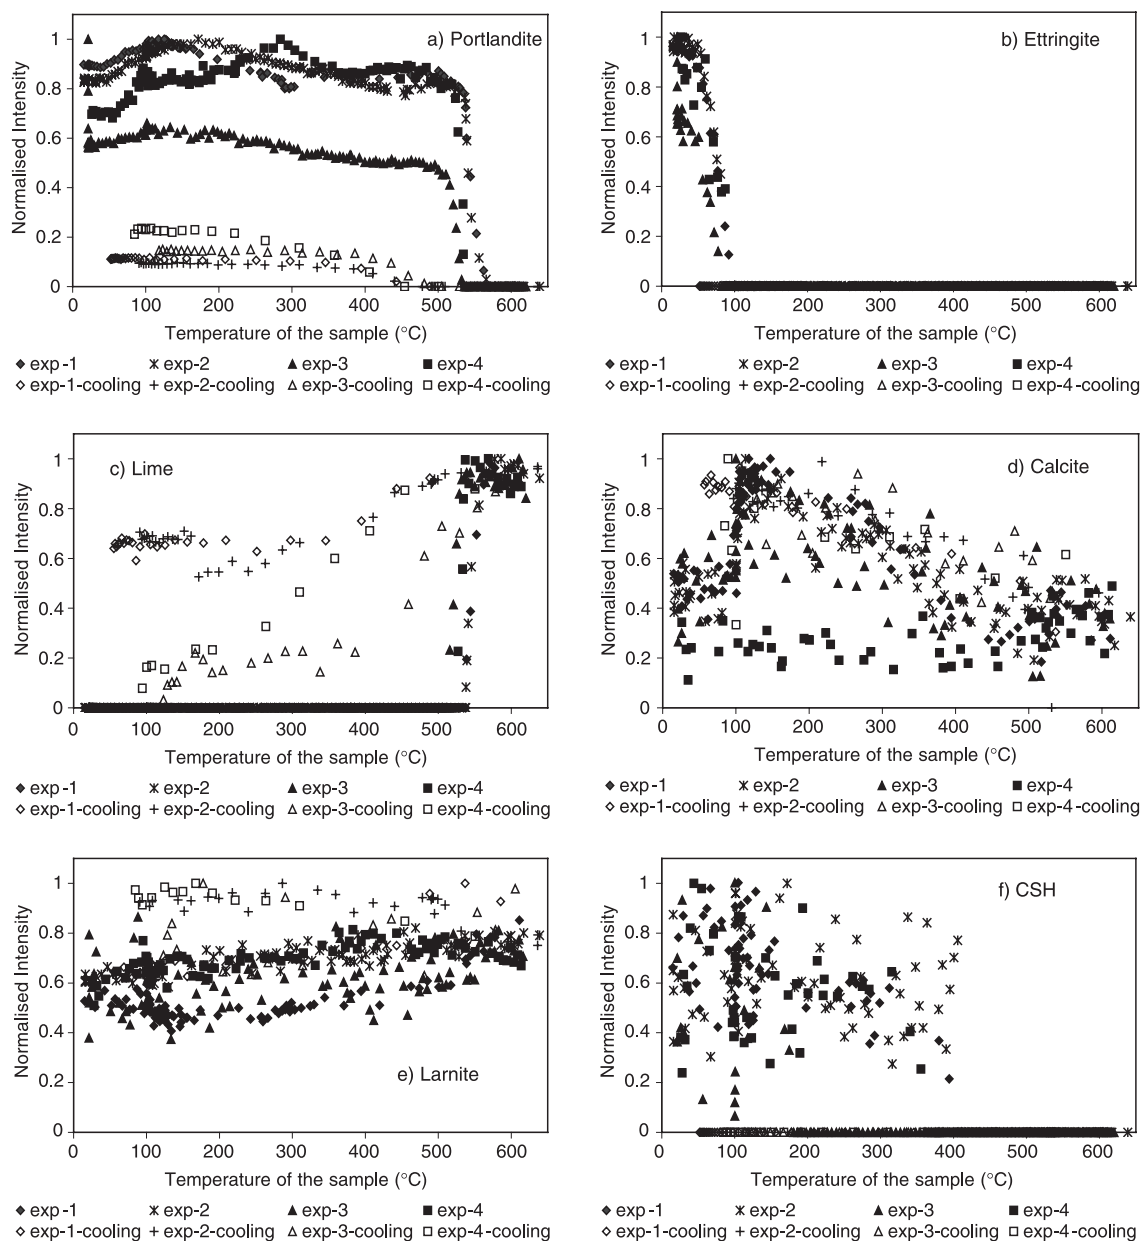 a) Portlandite
Normalised Intensity
1
0.8
0.6
0.4
0.2
0
0 100 200 300 400 500 600
Temperature of the sample (°C)
exp-1 exp-2 exp-3 exp-4
exp-1-cooling exp-2-cooling exp-3-cooling exp-4-cooling
b) Ettringite
Normalised Intensity
1
0.8
0.6
0.4
0.2
0
0 100 200 300 400 500 600
Temperature of the sample (°C)
exp-1 exp-2 exp-3 exp-4
exp-1-cooling exp-2-cooling exp-3-cooling exp-4-cooling
c) Lime
Normalised Intensity
1
0.8
0.6
0.4
0.2
0
0 100 200 300 400 500 600
Temperature of the sample (°C)
exp-1 exp-2 exp-3 exp-4
exp-1-cooling exp-2-cooling exp-3-cooling exp-4-cooling
d) Calcite
Normalised Intensity
1
0.8
0.6
0.4
0.2
0
0 100 200 300 400 500 600
Temperature of the sample (°C)
exp-1 exp-2 exp-3 exp-4
exp-1-cooling exp-2-cooling exp-3-cooling exp-4-cooling
e) Larnite
Normalised Intensity
1
0.8
0.6
0.4
0.2
0
0 100 200 300 400 500 600
Temperature of the sample (°C)
exp-1 exp-2 exp-3 exp-4
exp-1-cooling exp-2-cooling exp-3-cooling exp-4-cooling
f) CSH
Normalised Intensity
1
0.8
0.6
0.4
0.2
0
0 100 200 300 400 500 600
Temperature of the sample (°C)
exp-1 exp-2 exp-3 exp-4
exp-1-cooling exp-2-cooling exp-3-cooling exp-4-cooling